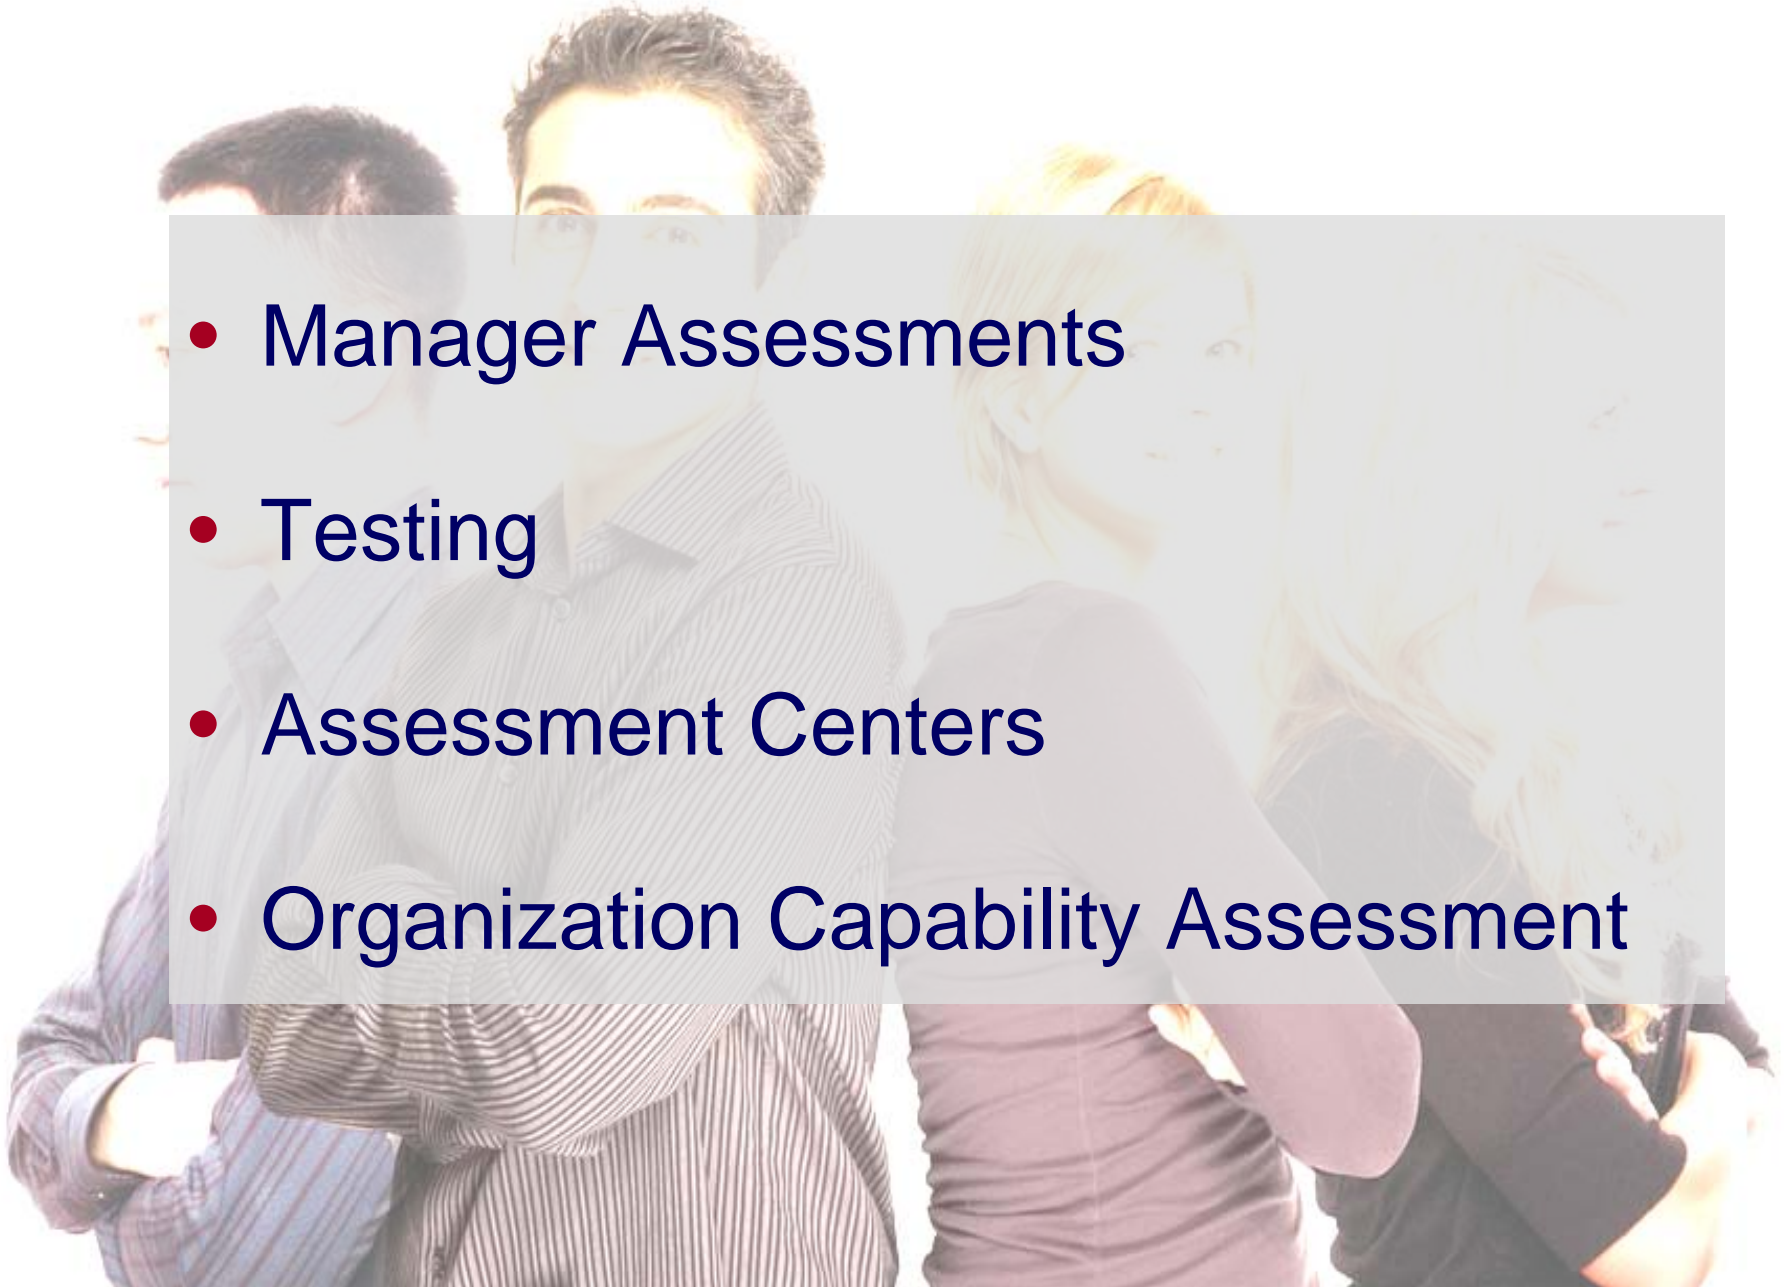 • Manager Assessments
• Testing
• Assessment Centers
• Organization Capability Assessment